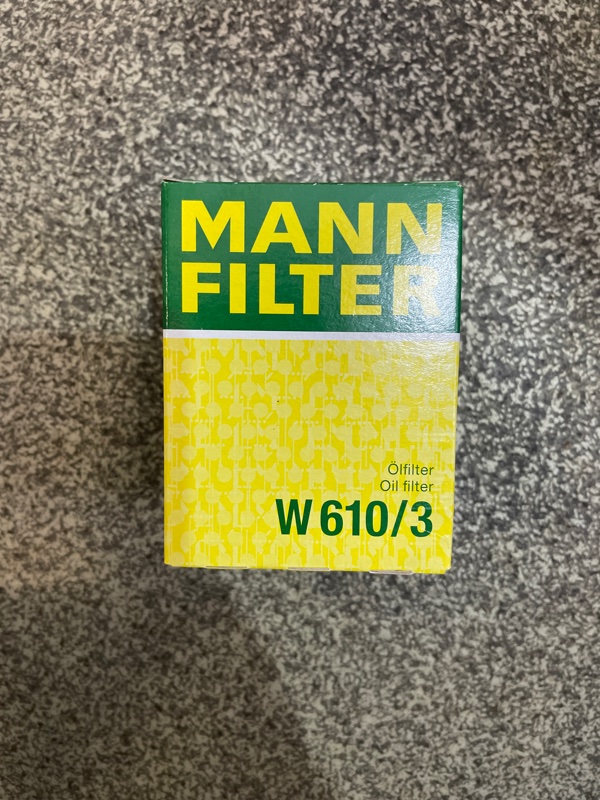 MANN
FILTER
Ölfilter
Oil filter
W 610/3